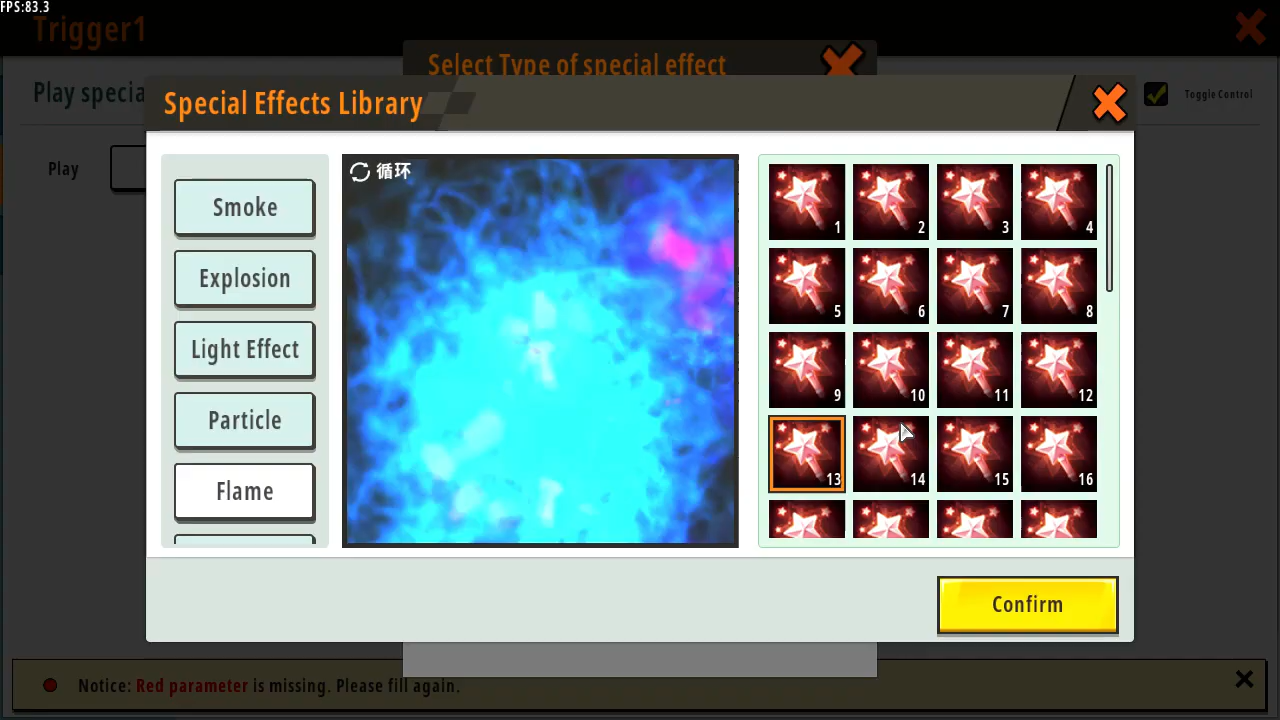 FPS:83.3
Trigger1
Select Type of special effect
Play specia
Toggle Control
Special Effects Library
Play
循环
Smoke
Explosion
Light Effect
Particle
Flame
1 2 3 4
5 6 7 8
9 10 11 12
13 14 15 16
Confirm
Notice: Red parameter is missing. Please fill again.